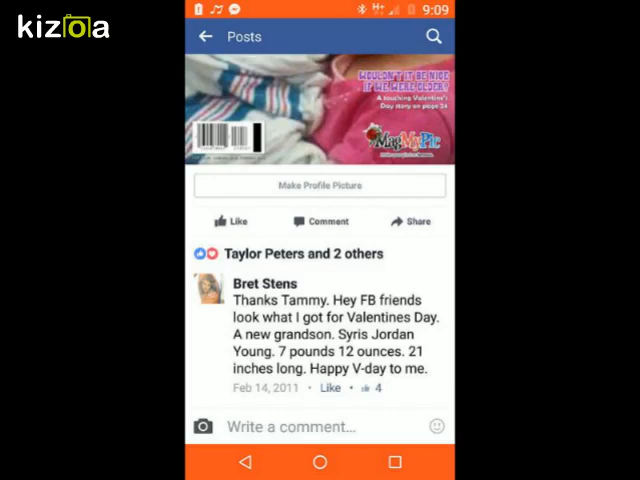 kizoa
9:09
Posts
WOULDN'T IT BE NICE
IF WE WERE OLDER?
A touching Valentine's
Day story on page 24
MagMyPic
Make Profile Picture
Like
Comment
Share
Taylor Peters and 2 others
Bret Stens
Thanks Tammy. Hey FB friends
look what I got for Valentines Day.
A new grandson. Syris Jordan
Young. 7 pounds 12 ounces. 21
inches long. Happy V-day to me.
Feb 14, 2011 • Like • 4
Write a comment...